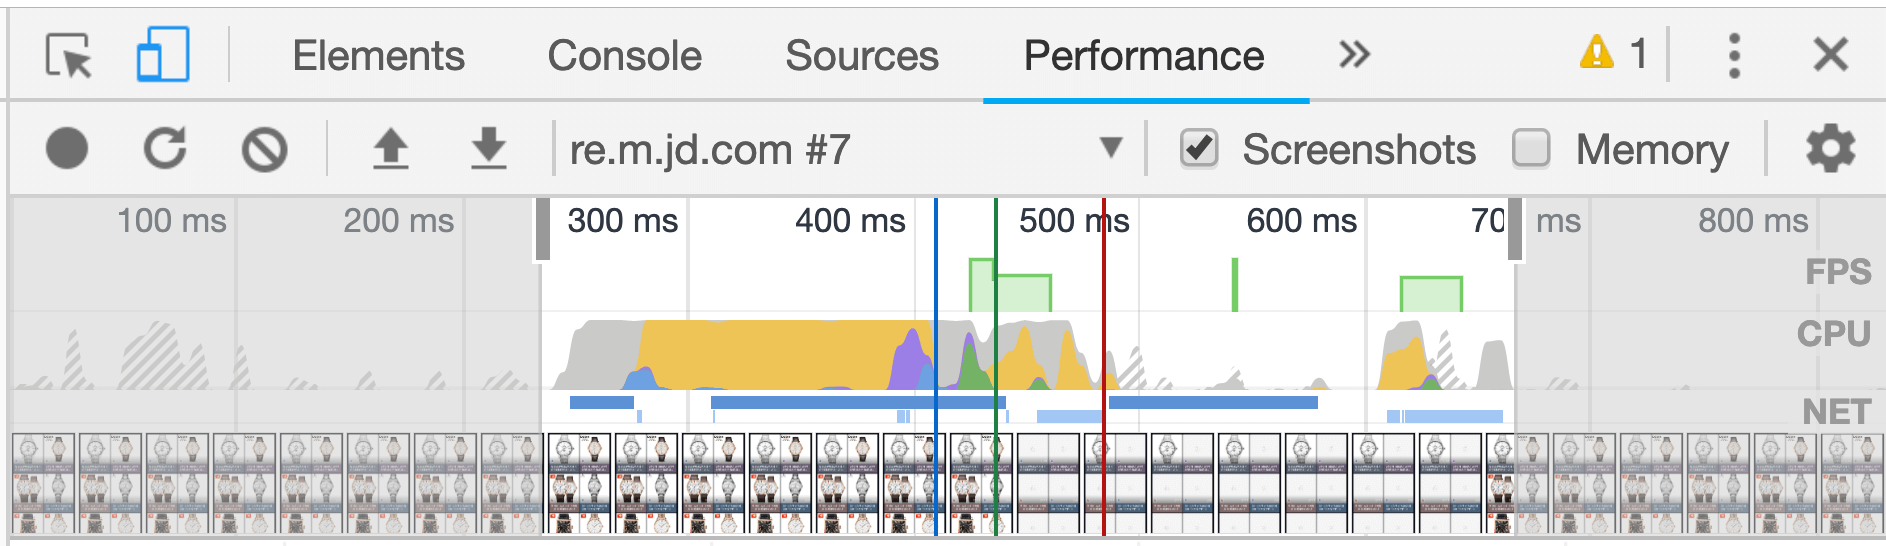 Elements Console Sources Performance » 1
re.m.jd.com #7 Screenshots Memory
100 ms 200 ms 300 ms 400 ms 500 ms 600 ms 70 ms 800 ms
FPS
CPU
NET